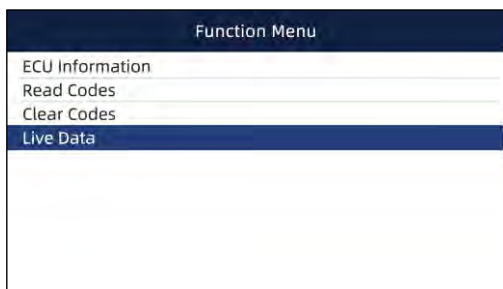 Function Menu
ECU Information
Read Codes
Clear Codes
Live Data